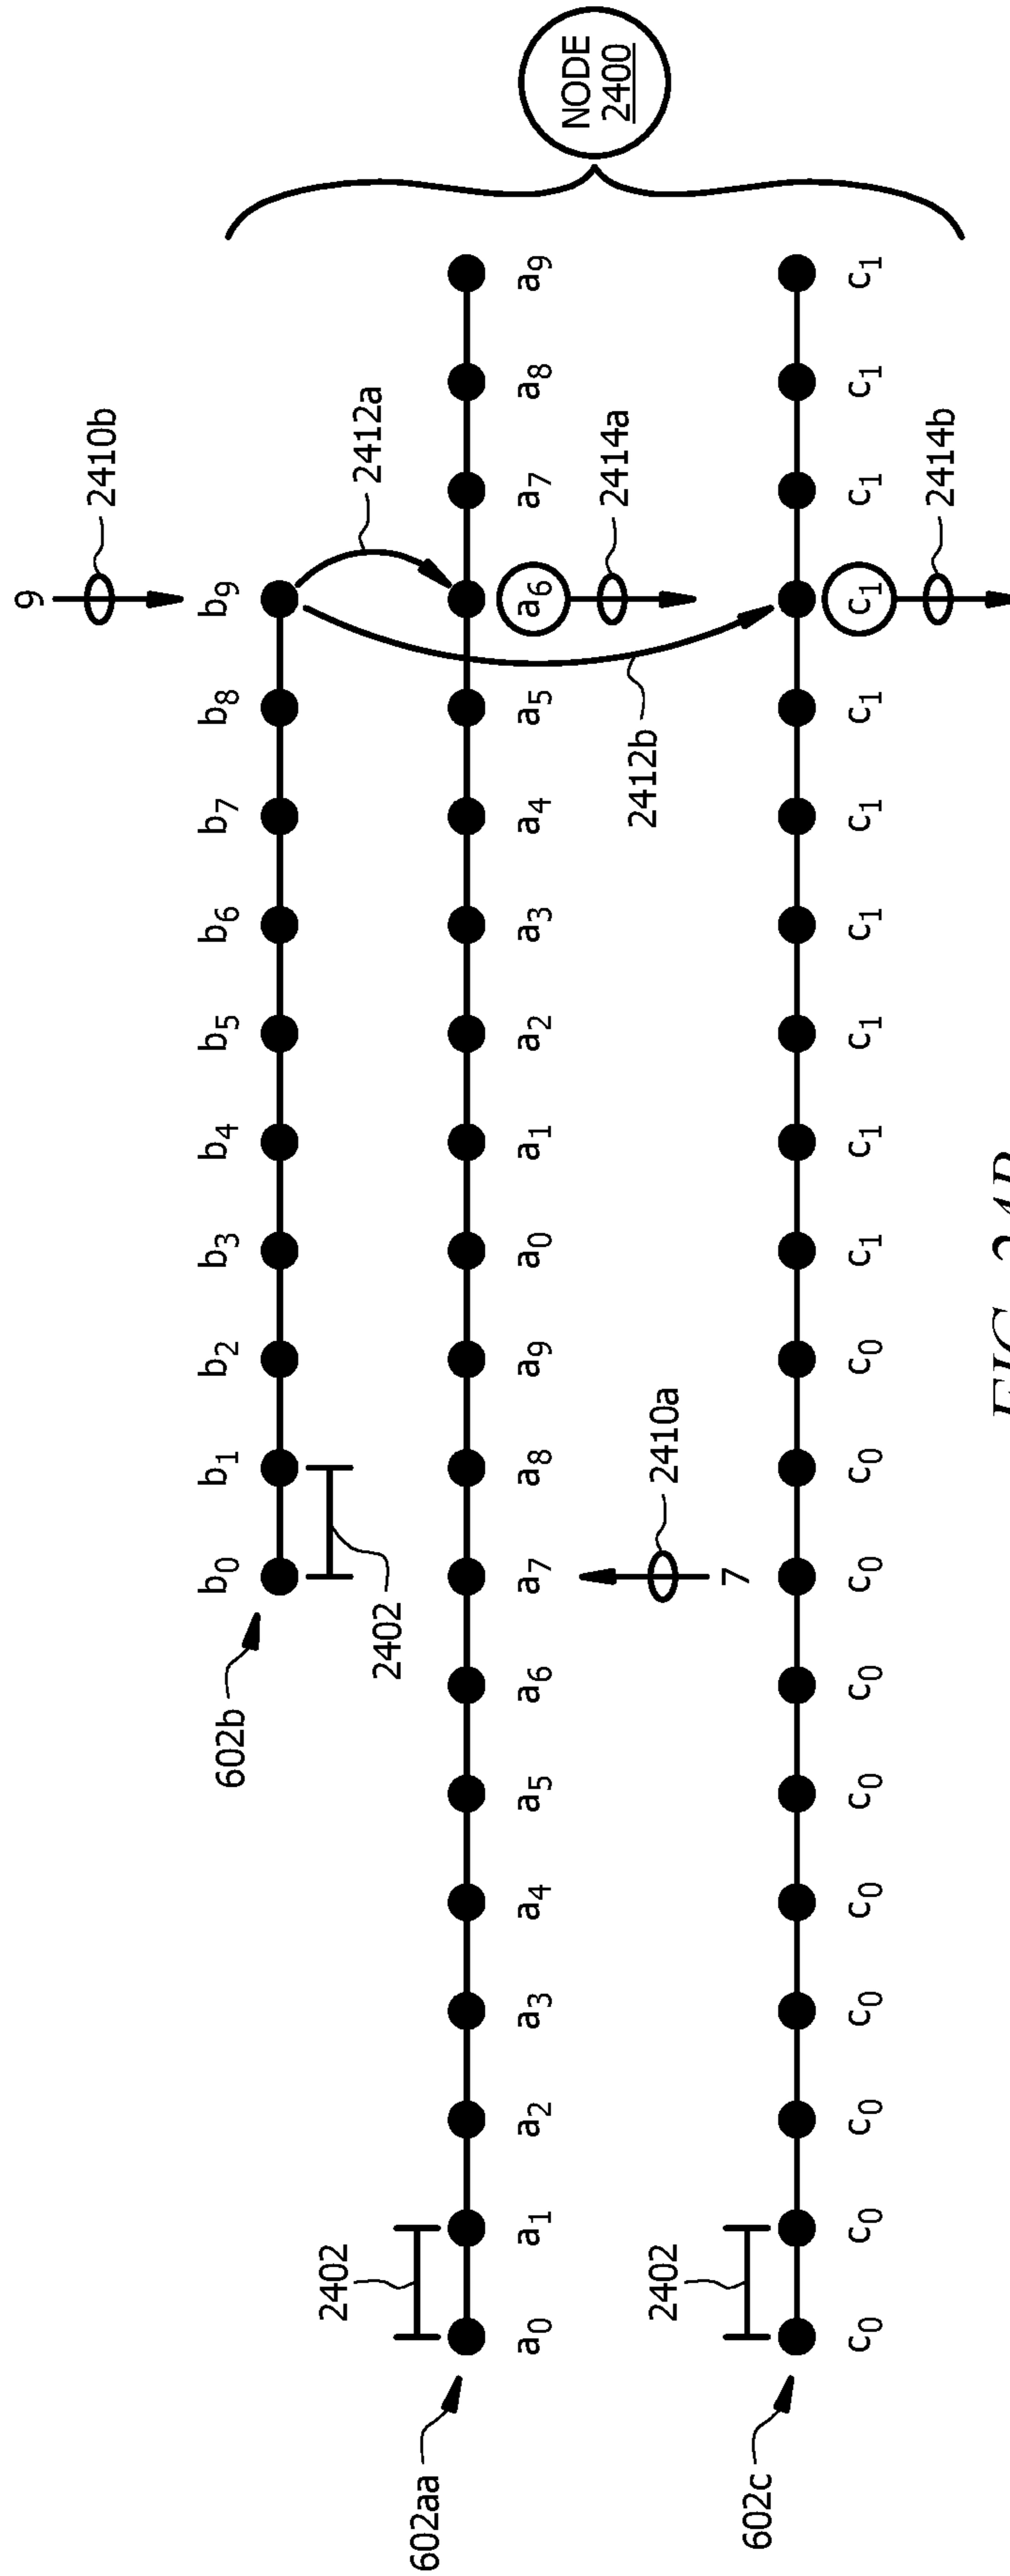 9
2410b
b0 b1 b2 b3 b4 b5 b6 b7 b8 b9
602b
2402
2412a
2402
602aa
a0 a1 a2 a3 a4 a5 a6 a7 a8 a9 a0 a1 a2 a3 a4 a5 a6 a7 a8 a9
NODE
2400
2414a
2412b
2402
2410a
7
602c
c0 c0 c0 c0 c0 c0 c0 c0 c0 c0 c1 c1 c1 c1 c1 c1 c1 c1 c1 c1
2414b